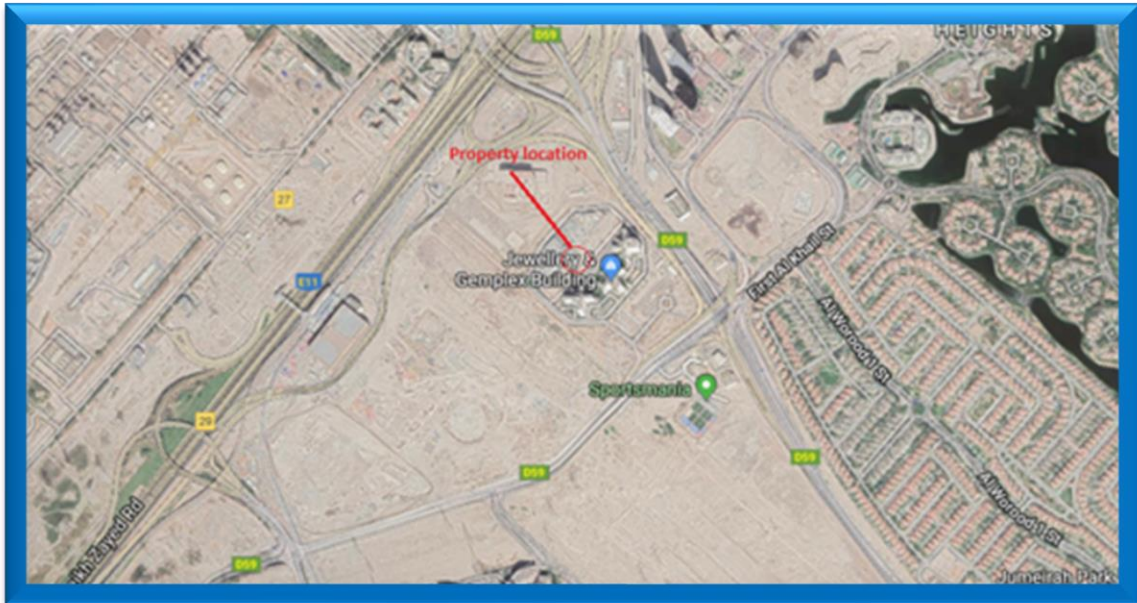 D59
HEIGHTS
Property location
27
D59
Jewellery &
Gemplex Building
E11
First Al Khail St
Al Worood 1 St
Sportsmania
29
D59
D59
Al Worood 1 St
ikh Zayed Rd
D59
Jumeirah Park